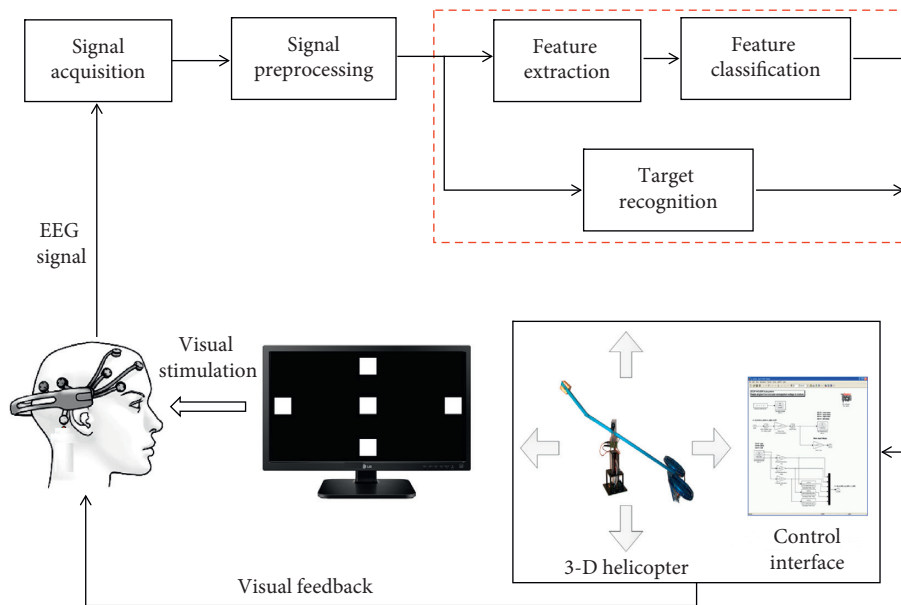 Signal
acquisition
Signal
preprocessing
Feature
extraction
Feature
classification
Target
recognition
EEG
signal
Visual
stimulation
LG
3-D helicopter
Control
interface
Visual feedback